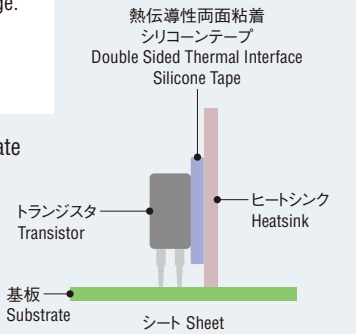 ge.
熱伝導性両面粘着
シリコーンテープ
Double Sided Thermal Interface
Silicone Tape
ate
トランジスタ
Transistor
ヒートシンク
Heatsink
基板
Substrate
シート Sheet